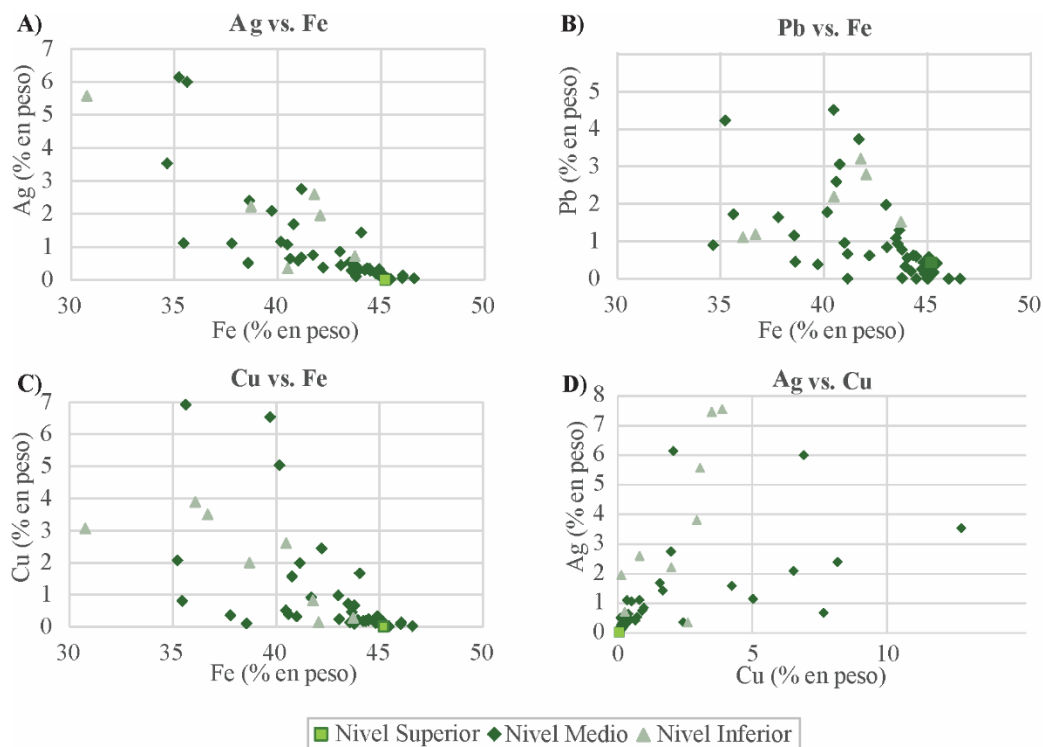 A) Ag vs. Fe
7
6
5
4
3
2
1
0
Ag (% en peso)
30 35 40 45 50
Fe (% en peso)
B) Pb vs. Fe
5
4
3
2
1
0
Pb (% en peso)
30 35 40 45 50
Fe (% en peso)
C) Cu vs. Fe
7
6
5
4
3
2
1
0
Cu (% en peso)
30 35 40 45 50
Fe (% en peso)
D) Ag vs. Cu
8
7
6
5
4
3
2
1
0
Ag (% en peso)
0 5 10
Cu (% en peso)
Nivel Superior Nivel Medio Nivel Inferior